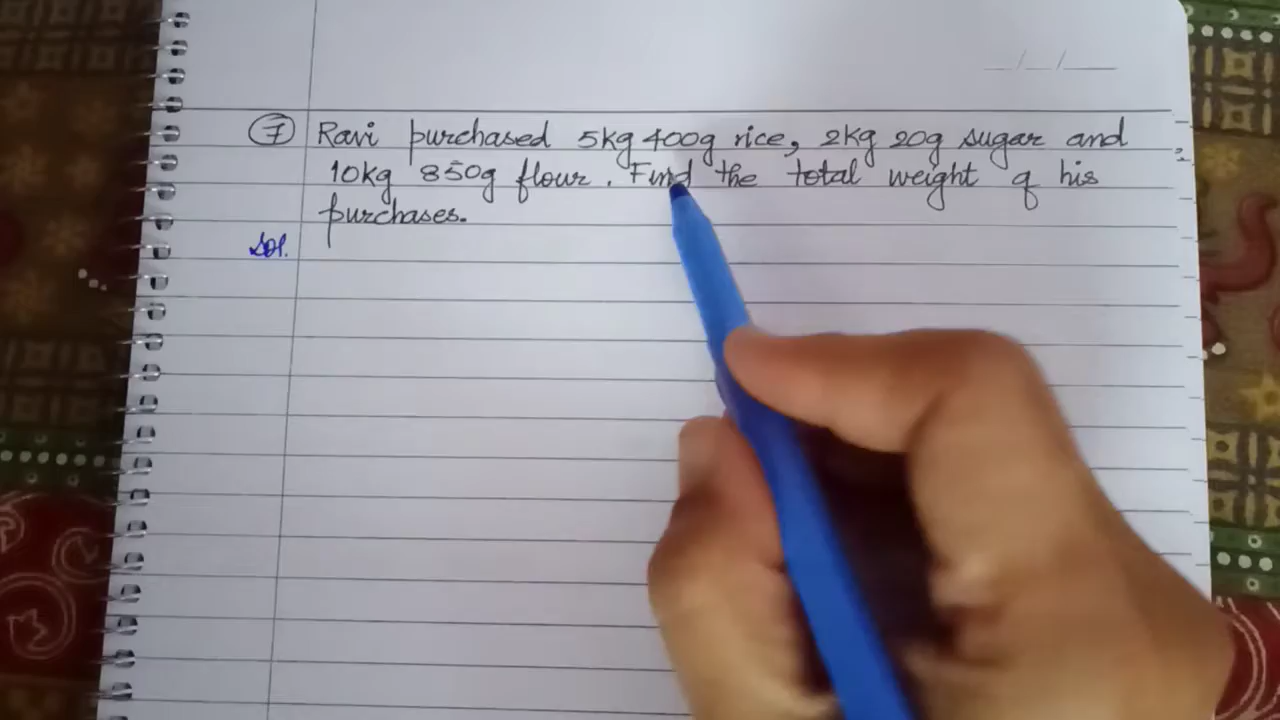 7 Ravi purchased 5kg 400g rice, 2kg 20g sugar and
10kg 850g flour. Find the total weight of his
purchases.
Sol.